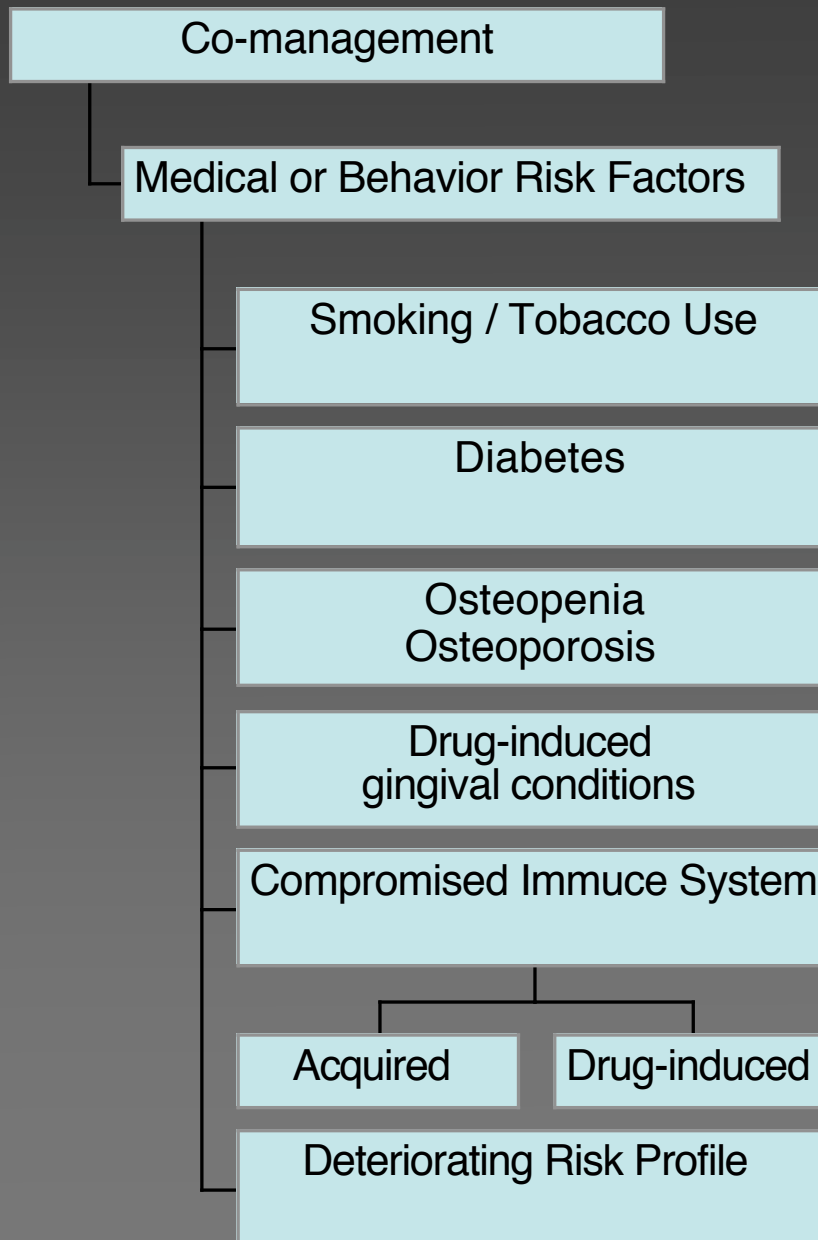 Co-management
Medical or Behavior Risk Factors
Smoking / Tobacco Use
Diabetes
Osteopenia
Osteoporosis
Drug-induced
gingival conditions
Compromised Immuce System
Acquired
Drug-induced
Deteriorating Risk Profile